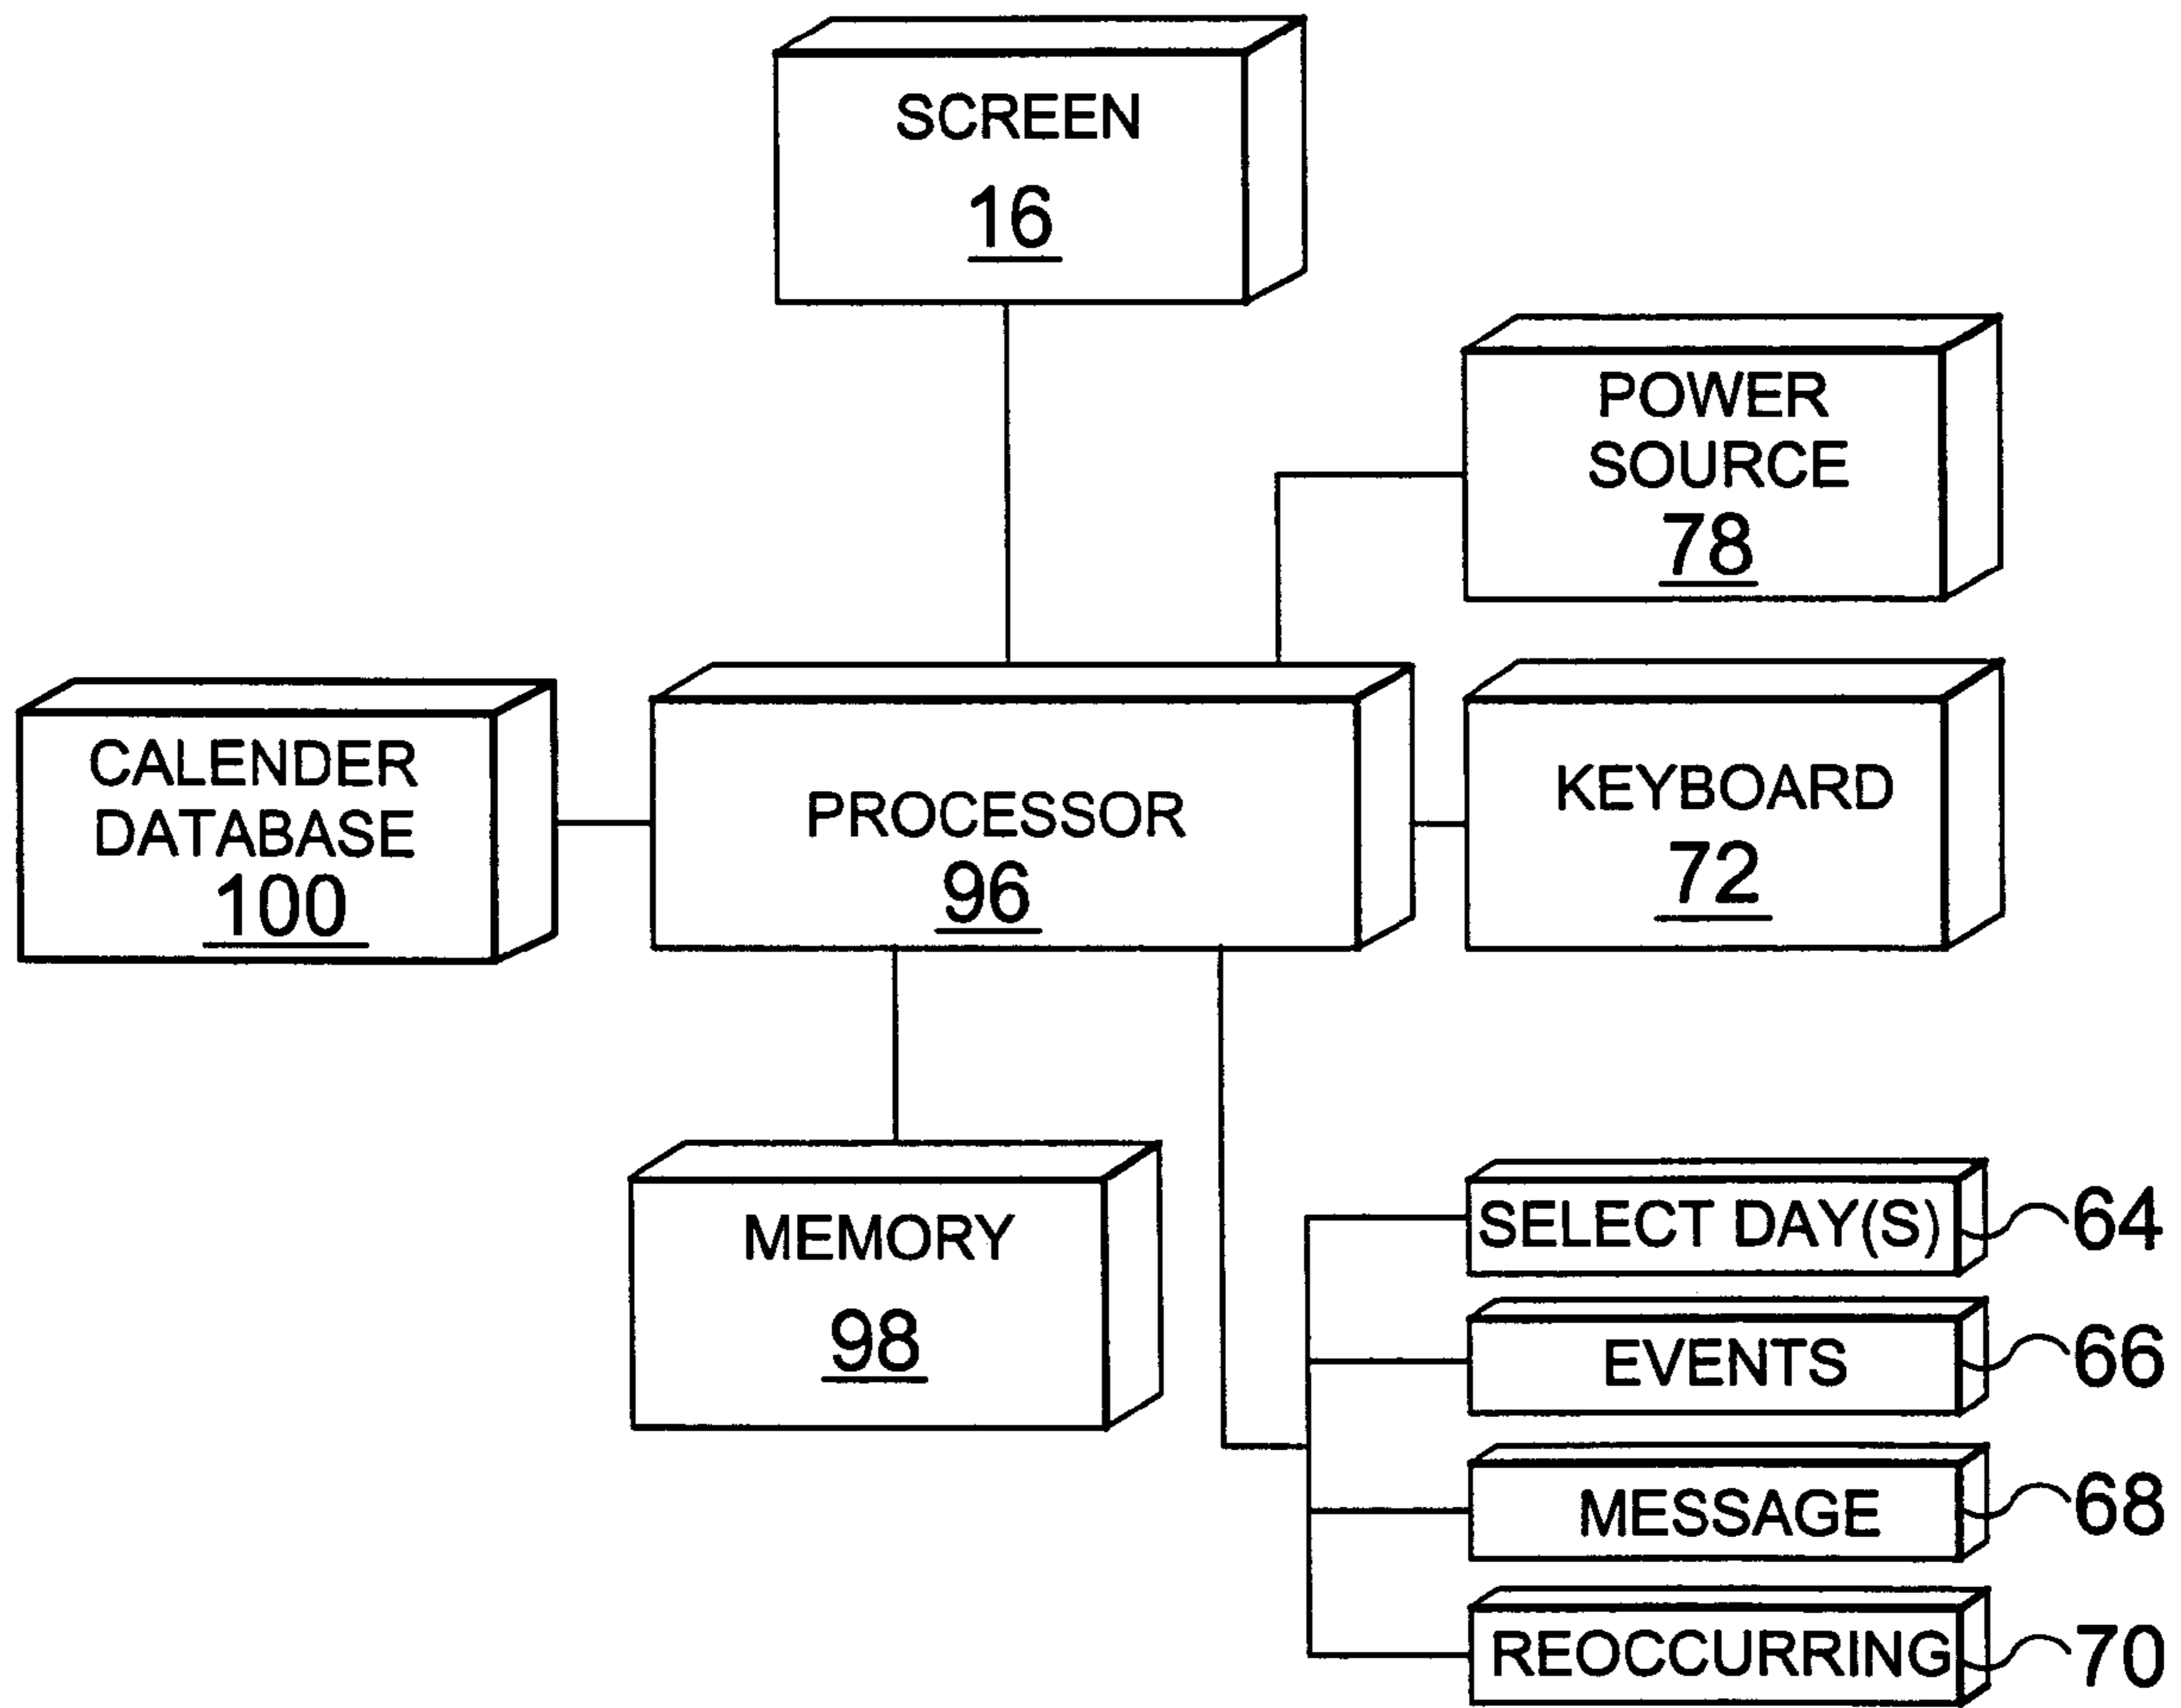 SCREEN
16
POWER
SOURCE
78
CALENDER
DATABASE
100
PROCESSOR
96
KEYBOARD
72
MEMORY
98
SELECT DAY(S) 64
EVENTS 66
MESSAGE 68
REOCCURRING 70